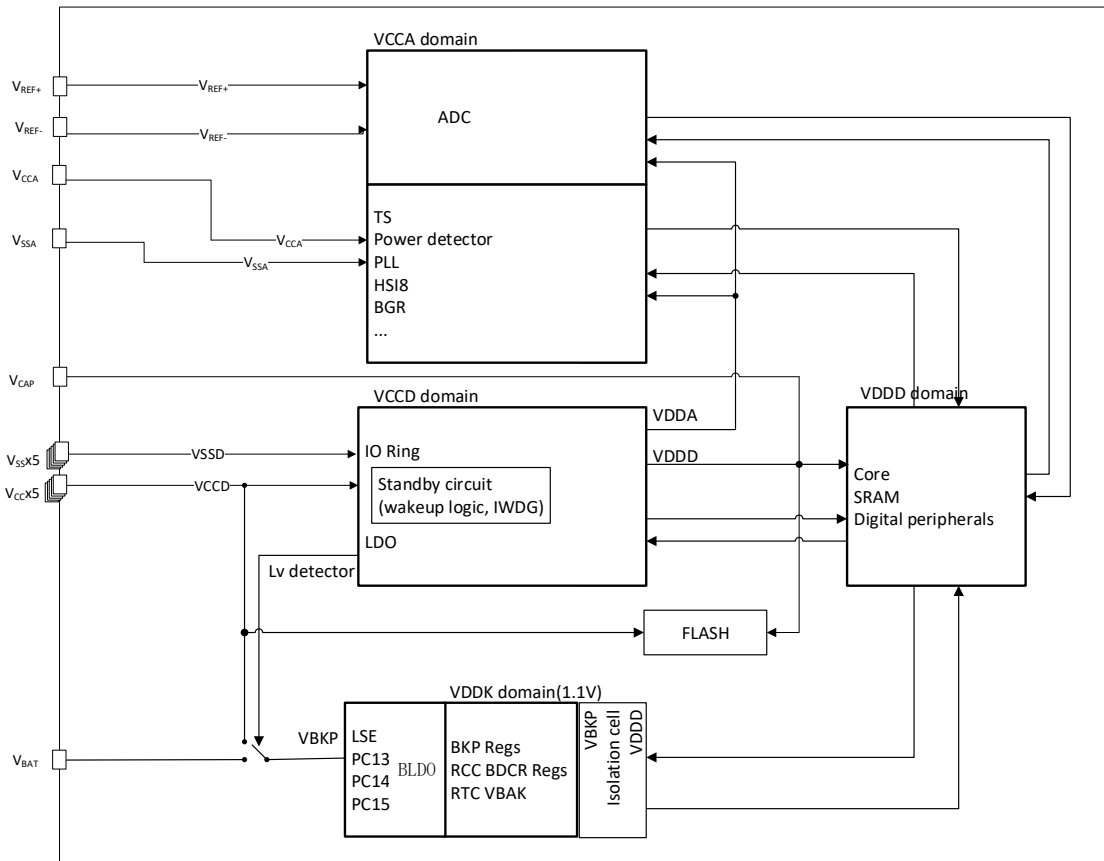 VCCA domain
VREF+
VREF+
VREF-
VREF-
ADC
VCCA
VCCA
VSSA
VSSA
TS
Power detector
PLL
HSI8
BGR
...
VCAP
VCCD domain
VDDA
VDDD
VDDD domain
VSSx5
VSSD
IO Ring
VCCx5
VCCD
Standby circuit
(wakeup logic, IWDG)
LDO
Lv detector
Core
SRAM
Digital peripherals
FLASH
VDDK domain(1.1V)
VBAT
VBKP
LSE
PC13
PC14
PC15
BLDO
BKP Regs
RCC BDCR Regs
RTC VBAK
VBKP
VDDD
Isolation cell